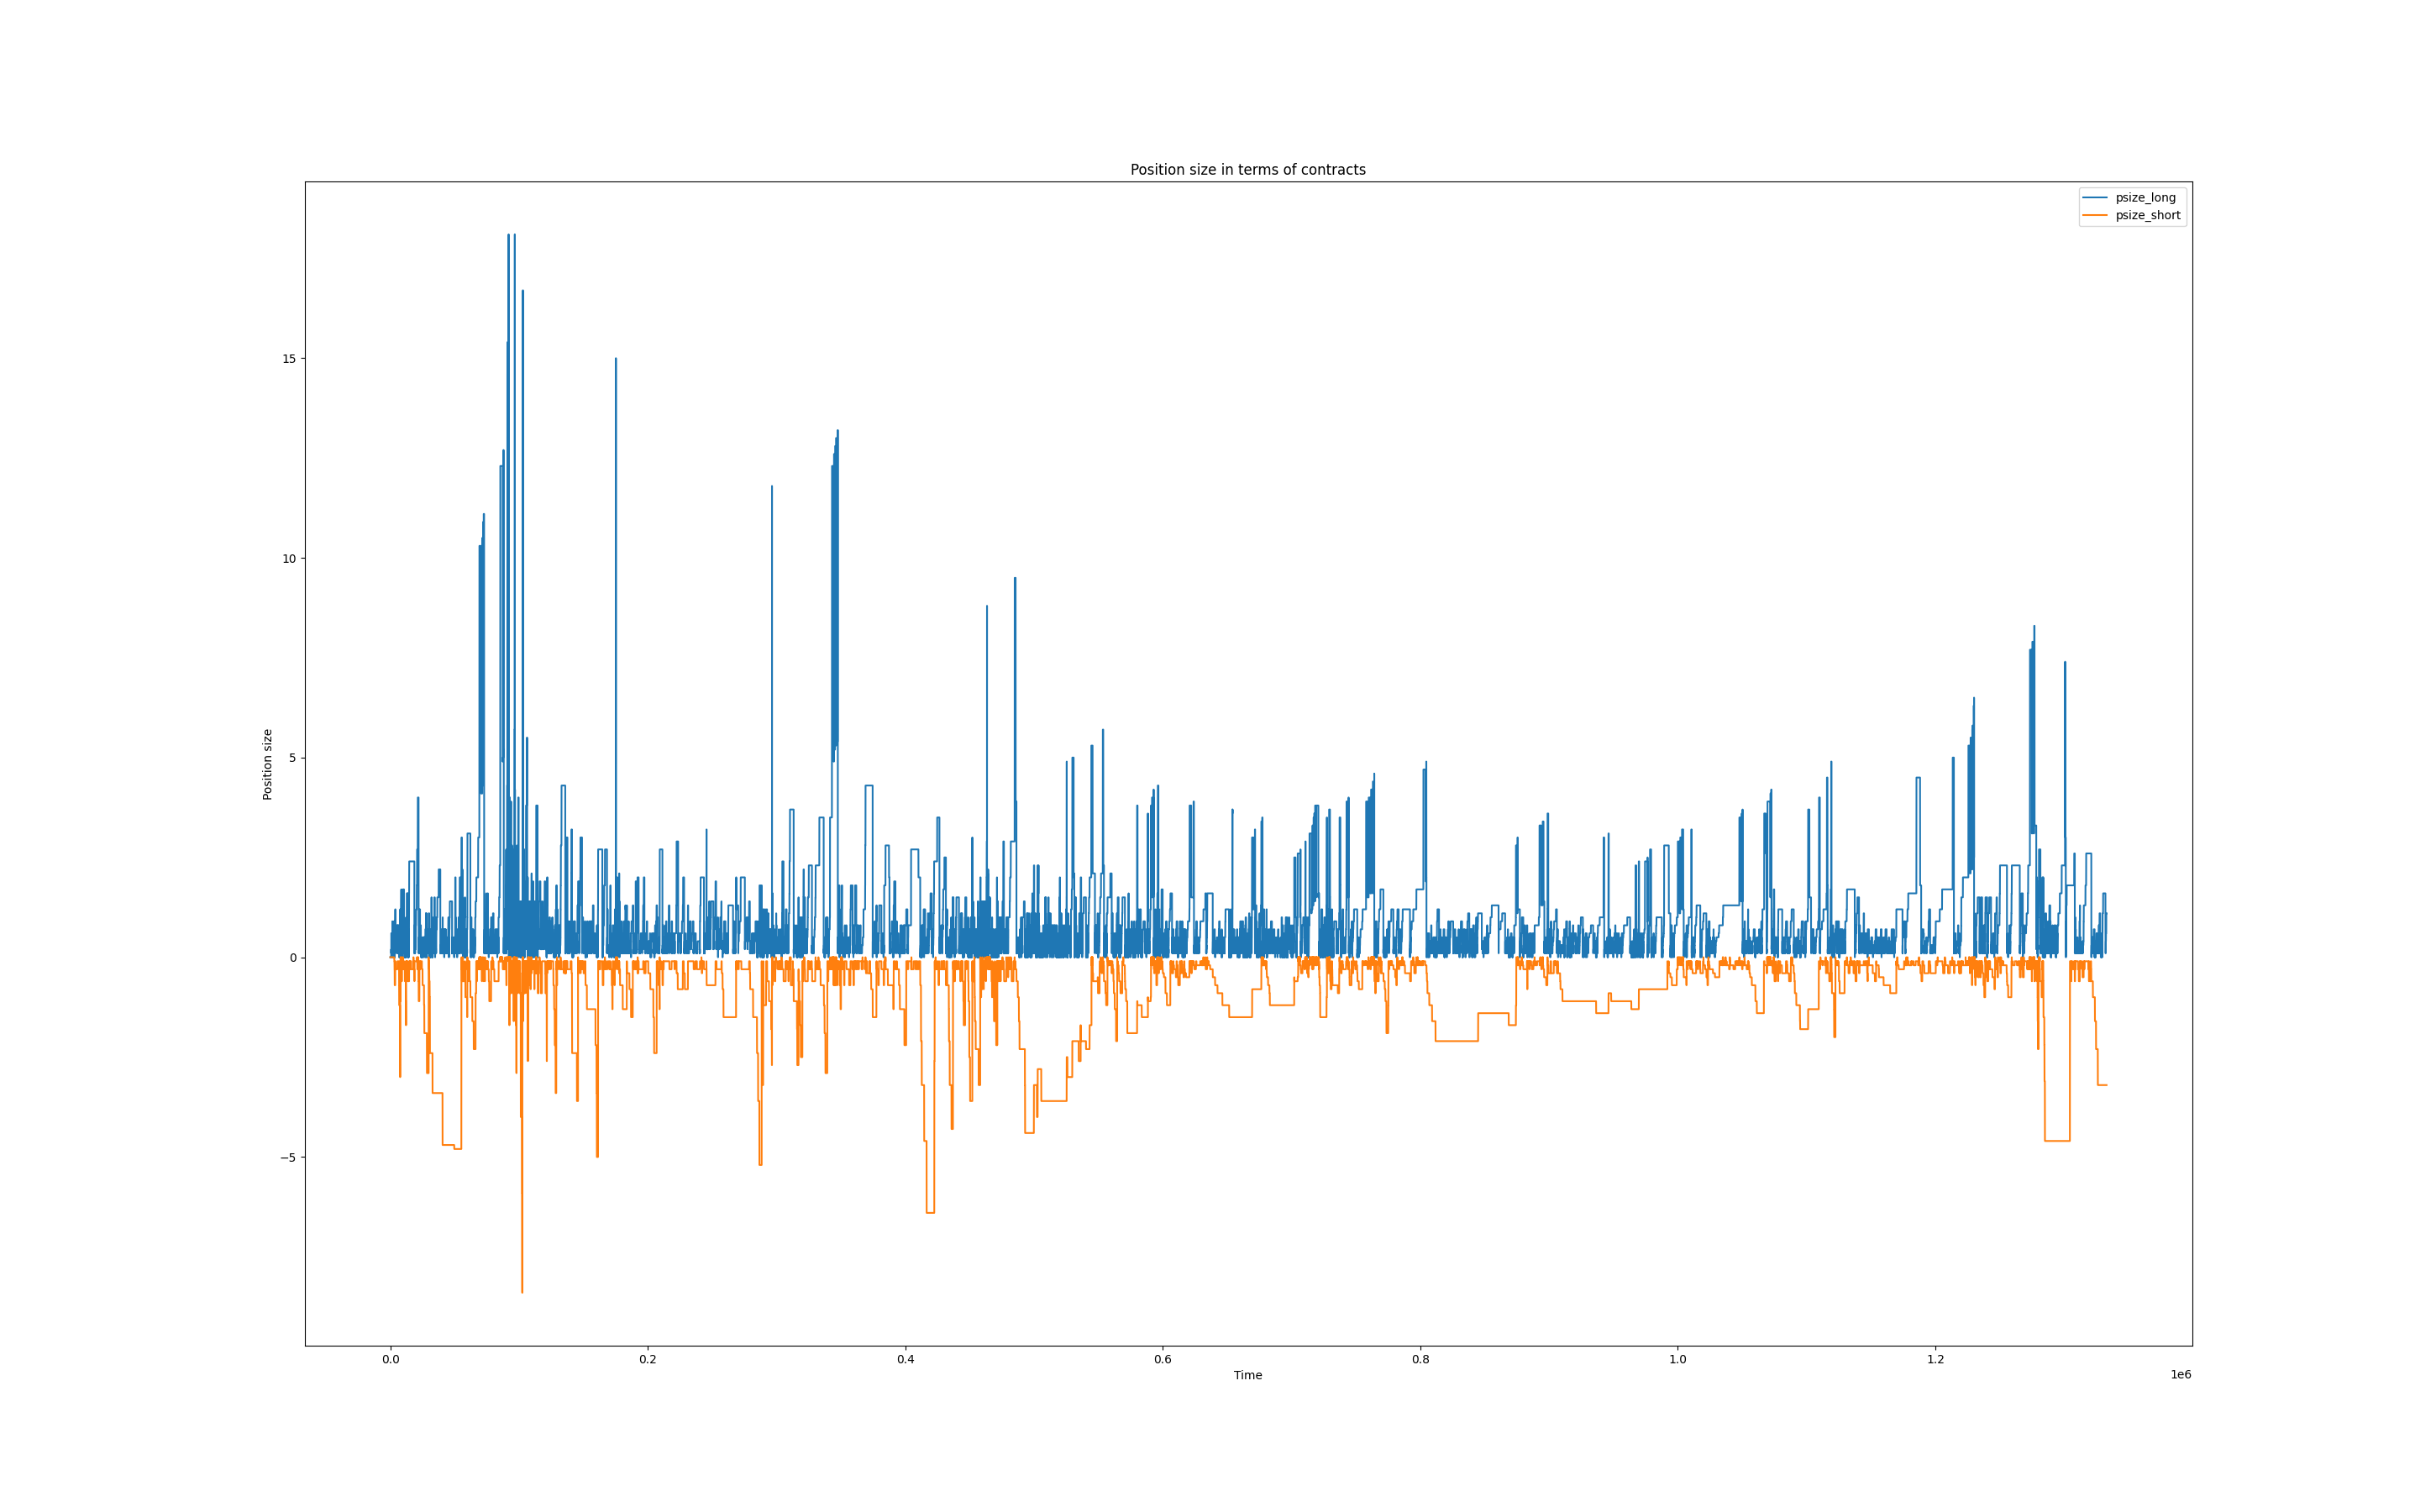 Position size in terms of contracts
psize_long
psize_short
15
10
5
0
−5
Position size
0.0
0.2
0.4
0.6
0.8
1.0
1.2
Time
1e6